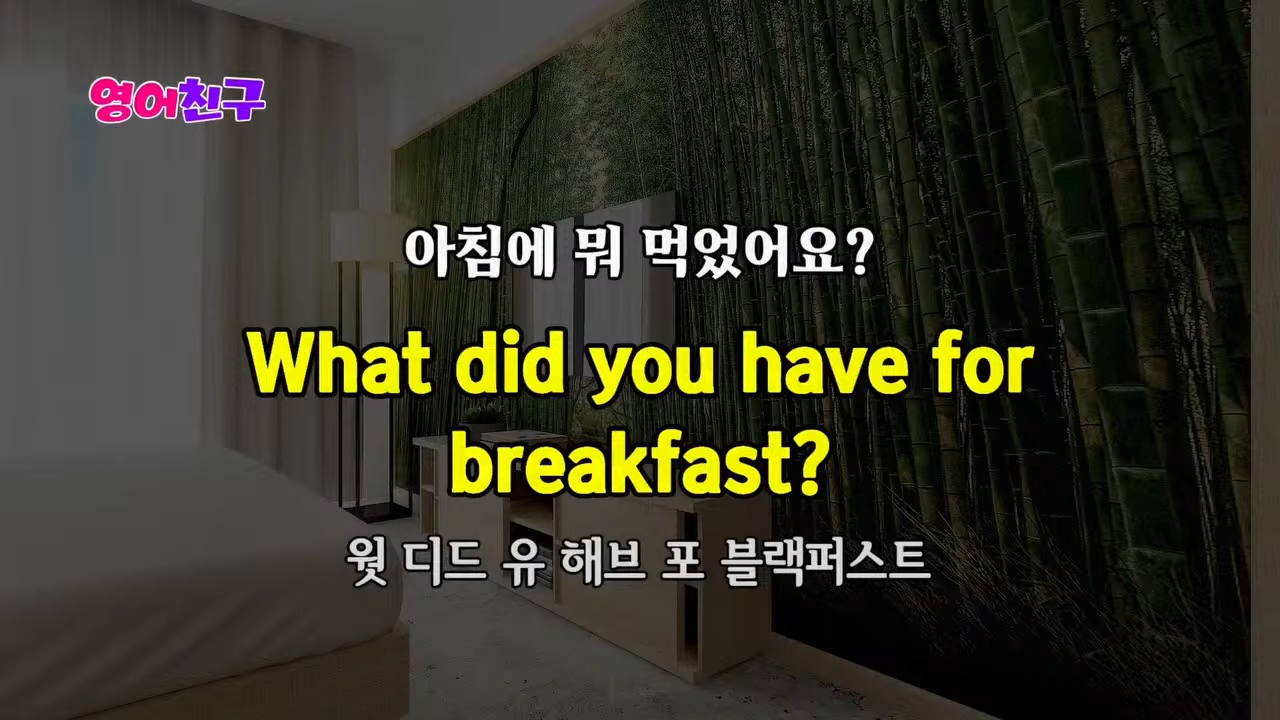 영어친구
아침에 뭐 먹었어요?
What did you have for
breakfast?
웟 디드 유 해브 포 블랙퍼스트